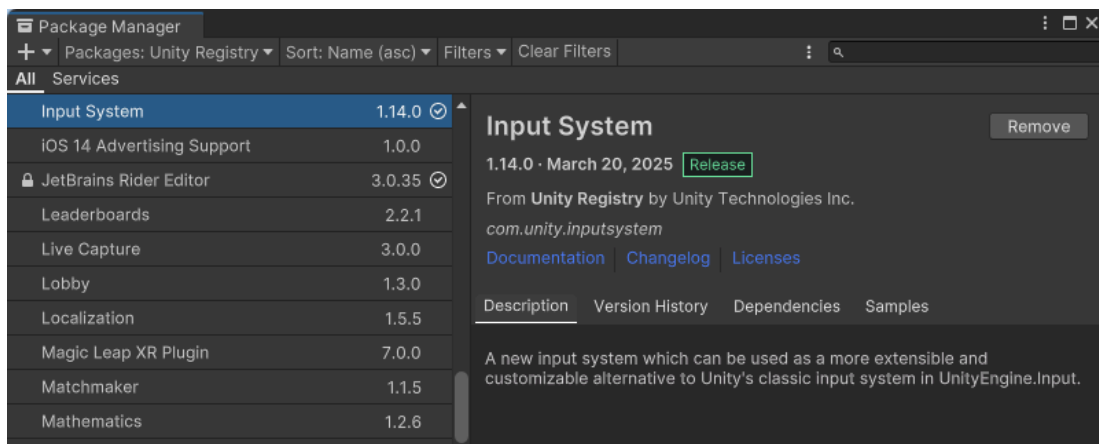 Package Manager
+ Packages: Unity Registry Sort: Name (asc) Filters Clear Filters
All Services
Input System 1.14.0
iOS 14 Advertising Support 1.0.0
JetBrains Rider Editor 3.0.35
Leaderboards 2.2.1
Live Capture 3.0.0
Lobby 1.3.0
Localization 1.5.5
Magic Leap XR Plugin 7.0.0
Matchmaker 1.1.5
Mathematics 1.2.6
Input System
Remove
1.14.0 · March 20, 2025 Release
From Unity Registry by Unity Technologies Inc.
com.unity.inputsystem
Documentation Changelog Licenses
Description Version History Dependencies Samples
A new input system which can be used as a more extensible and
customizable alternative to Unity's classic input system in UnityEngine.Input.